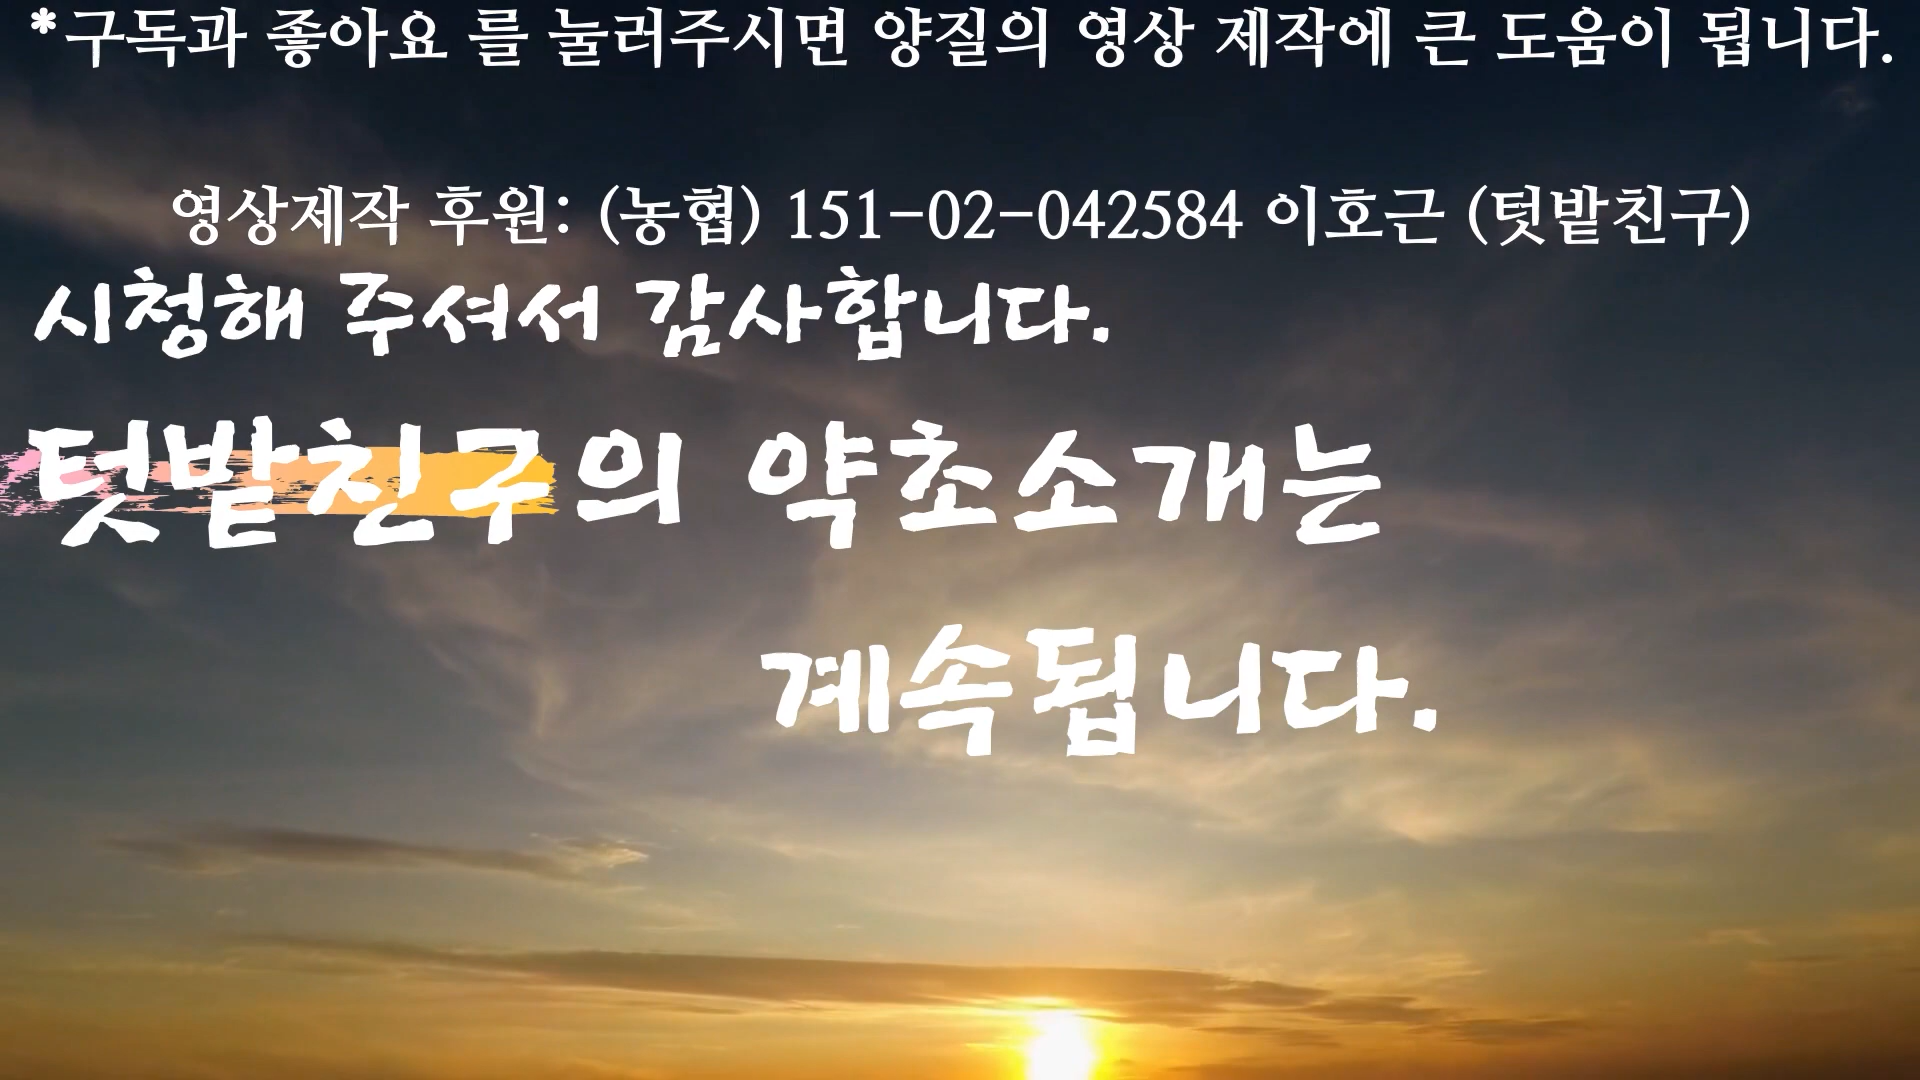 *구독과 좋아요 를 눌러주시면 양질의 영상 제작에 큰 도움이 됩니다.
영상제작 후원: (농협) 151-02-042584 이호근 (텃밭친구)
시청해 주셔서 감사합니다.
텃밭친구의 약초소개는
계속됩니다.